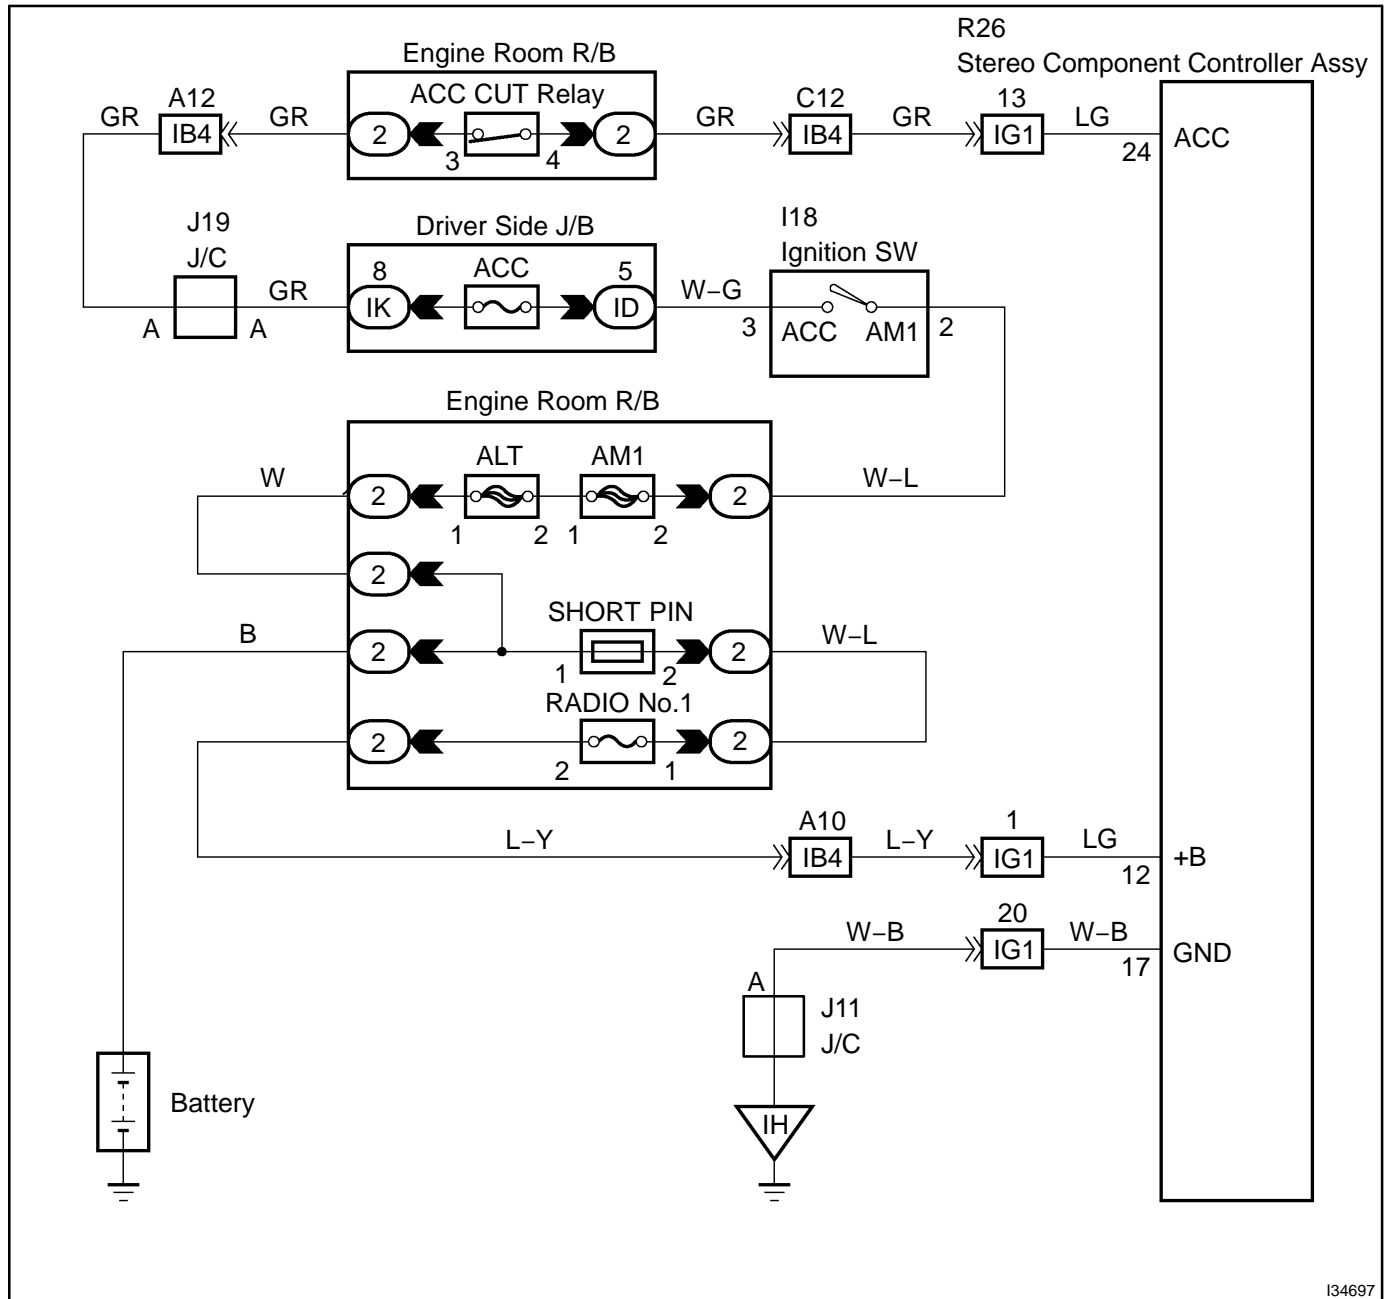 R26
Stereo Component Controller Assy
Engine Room R/B
ACC CUT Relay
A12
C12
13
GR
GR
GR
GR
LG
IB4
2
2
IB4
IG1
3
4
24
ACC
J19
J/C
Driver Side J/B
I18
Ignition SW
8
ACC
5
GR
W–G
IK
ID
A
A
3
ACC
AM1
2
Engine Room R/B
ALT
AM1
W
W–L
2
2
1
2
1
2
2
SHORT PIN
B
W–L
2
2
1
2
RADIO No.1
2
2
2
1
A10
1
L–Y
L–Y
LG
IB4
IG1
12
+B
20
W–B
W–B
IG1
17
GND
A
J11
J/C
Battery
IH
I34697